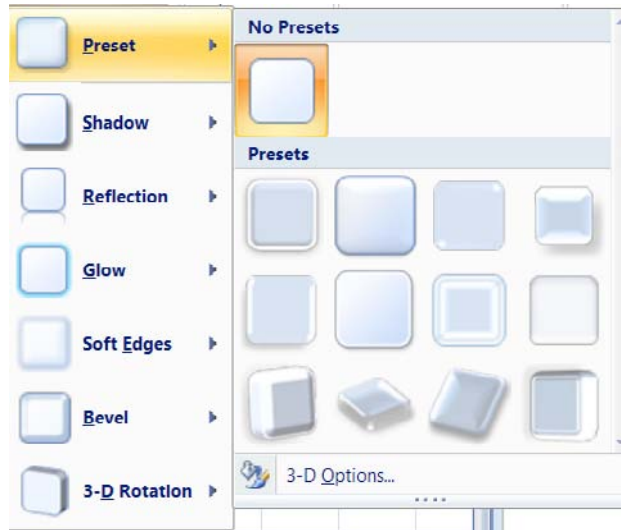 Preset
Shadow
Reflection
Glow
Soft Edges
Bevel
3-D Rotation
No Presets
Presets
3-D Options...